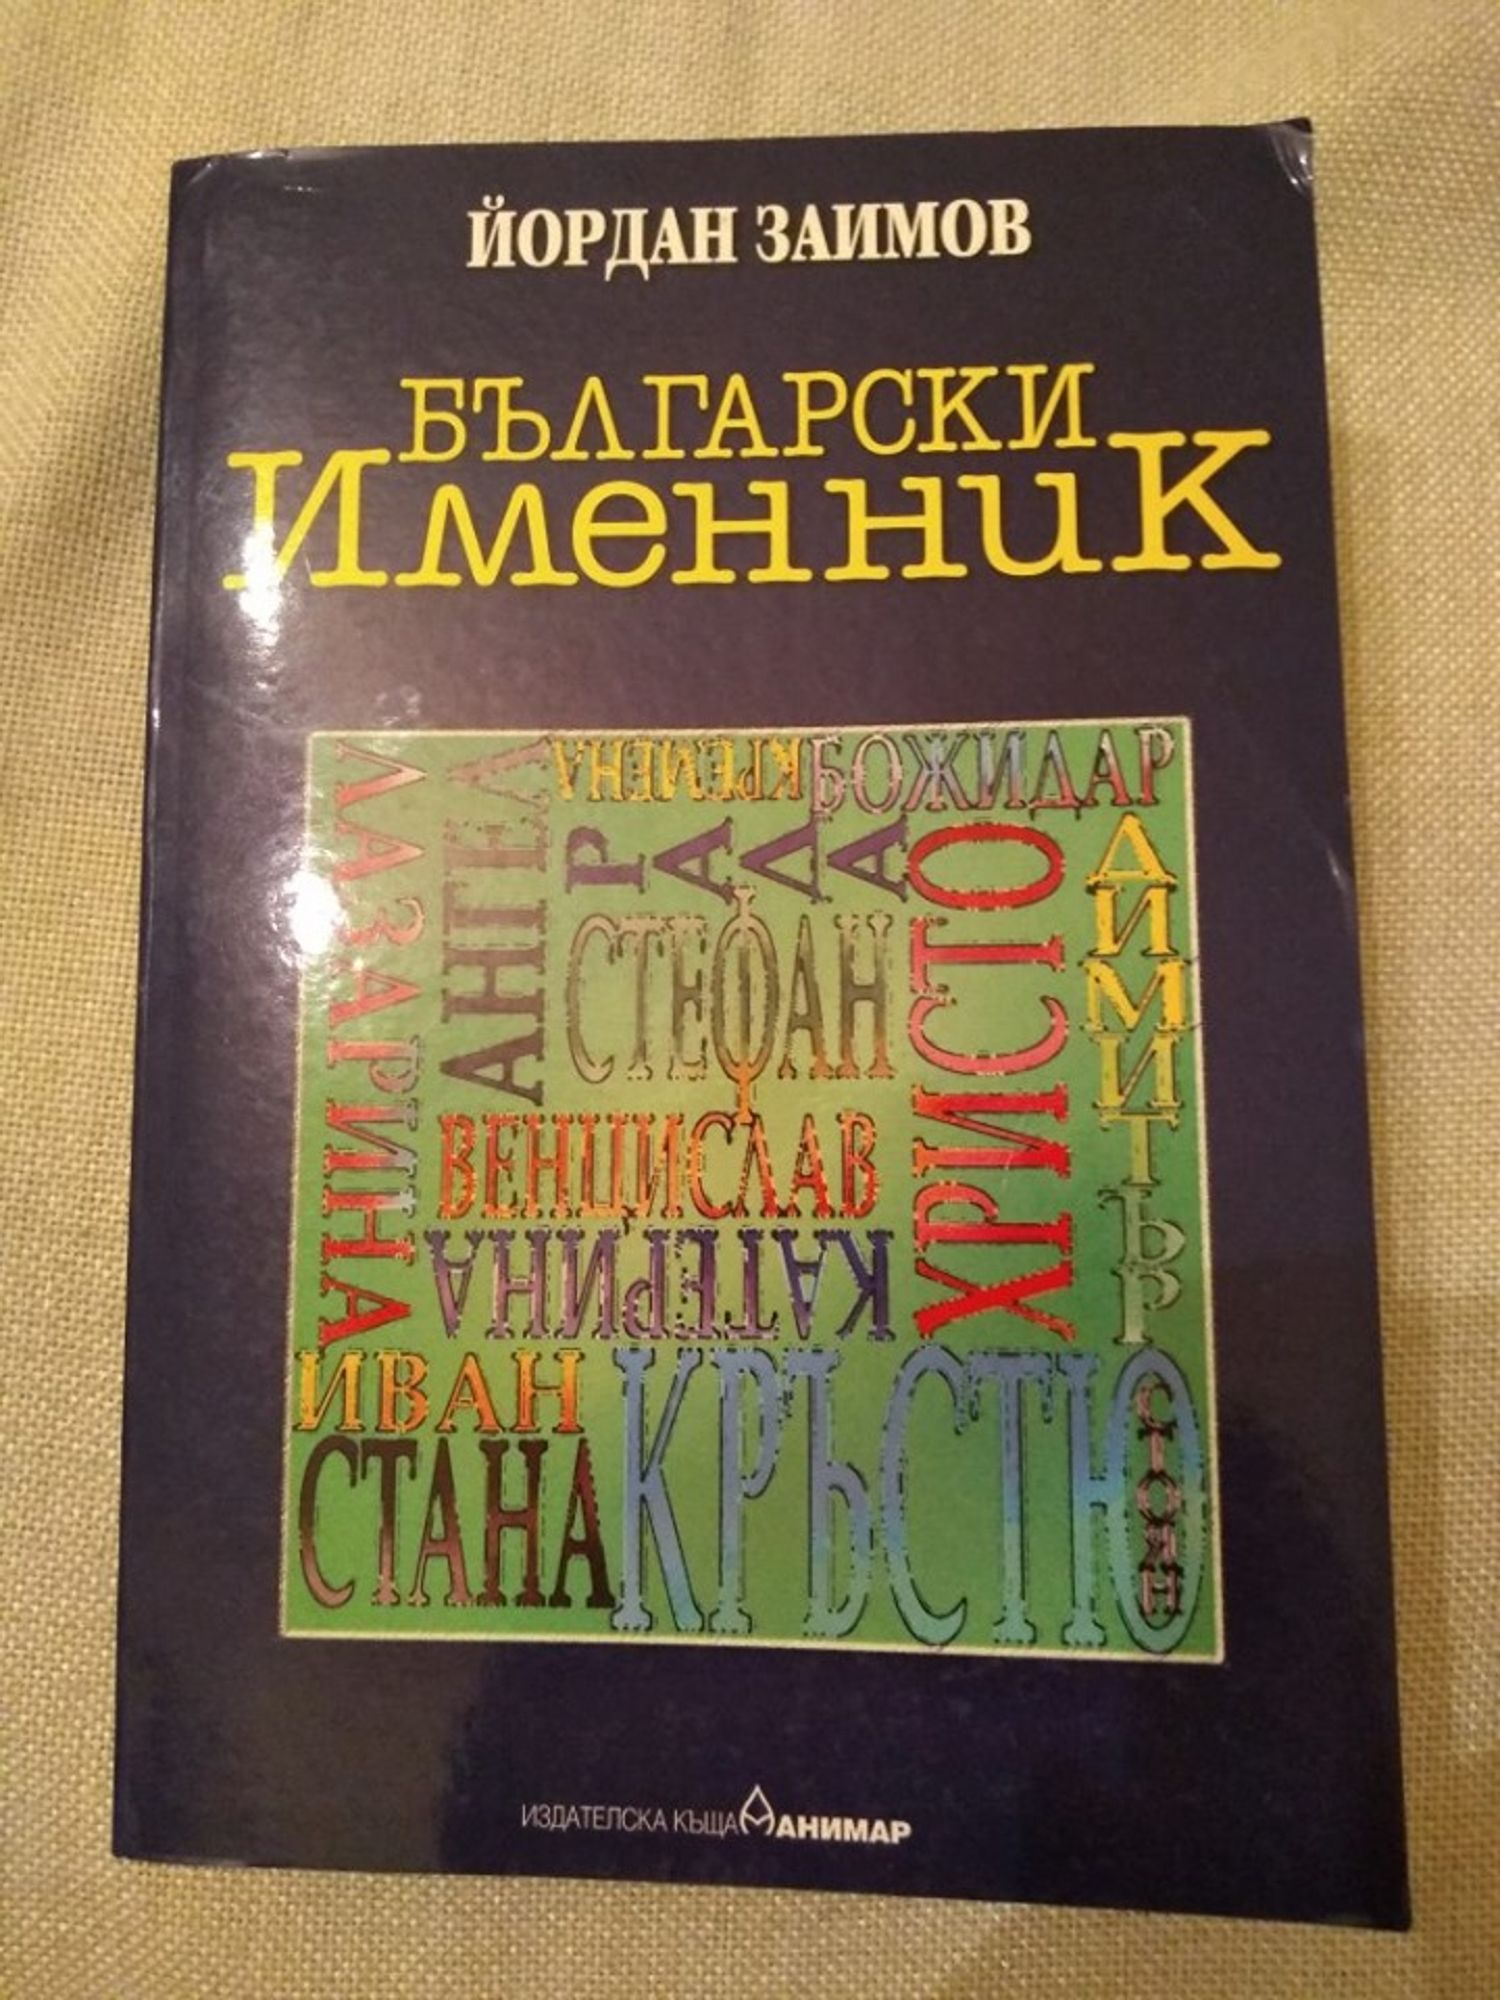 ЙОРДАН ЗАИМОВ
БЪЛГАРСКИ
Именник
ЛАЗАРИНА
АНГЕЛ
КРЕМЕНА
БОЖИДАР
РАДА
СТЕФАН
ХРИСТО
ДИМИТЪР
ВЕНЦИСЛАВ
КАТЕРИНА
ИВАН
СТАНА
КРЪСТЮ
СТОЯН
ИЗДАТЕЛСКА КЪЩА АНИМАР